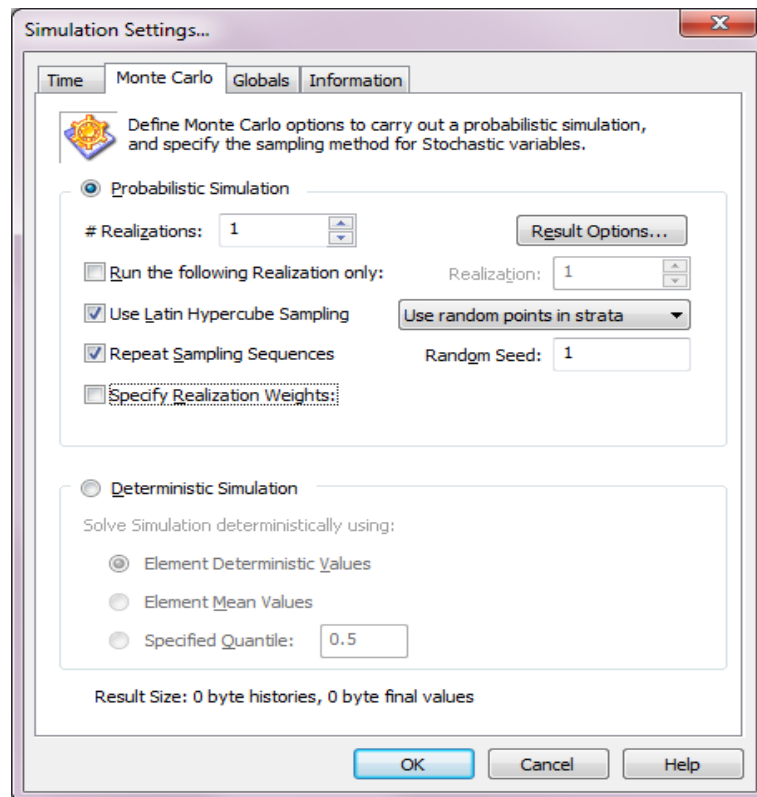 Simulation Settings...
Time Monte Carlo Globals Information
Define Monte Carlo options to carry out a probabilistic simulation,
and specify the sampling method for Stochastic variables.
Probabilistic Simulation
# Realizations: 1 Result Options...
Run the following Realization only: Realization: 1
Use Latin Hypercube Sampling Use random points in strata
Repeat Sampling Sequences Random Seed: 1
Specify Realization Weights:
Deterministic Simulation
Solve Simulation deterministically using:
Element Deterministic Values
Element Mean Values
Specified Quantile: 0.5
Result Size: 0 byte histories, 0 byte final values
OK Cancel Help